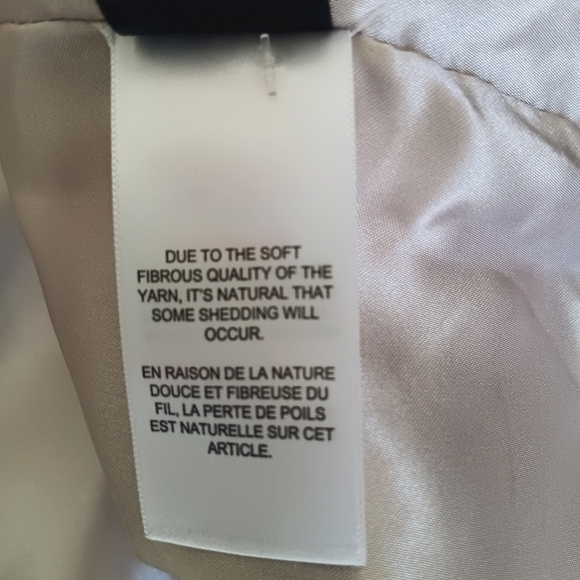 DUE TO THE SOFT
FIBROUS QUALITY OF THE
YARN, IT'S NATURAL THAT
SOME SHEDDING WILL
OCCUR.
EN RAISON DE LA NATURE
DOUCE ET FIBREUSE DU
FIL, LA PERTE DE POILS
EST NATURELLE SUR CET
ARTICLE.